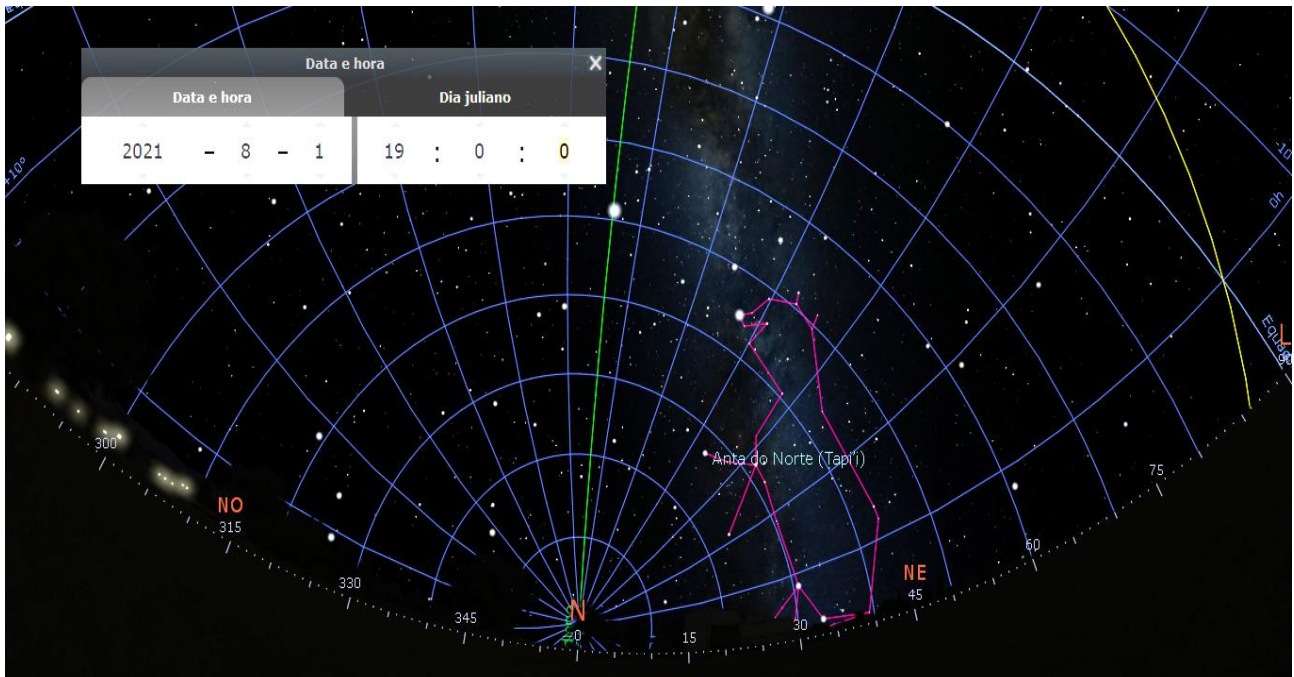 Data e hora
Data e hora Dia juliano
2021 - 8 - 1 19 : 0 : 0
+10°
-10
0h
L
90
Anta do Norte (Tapi'i)
300
NO
315
330
345
N
0
15
30
NE
45
60
75